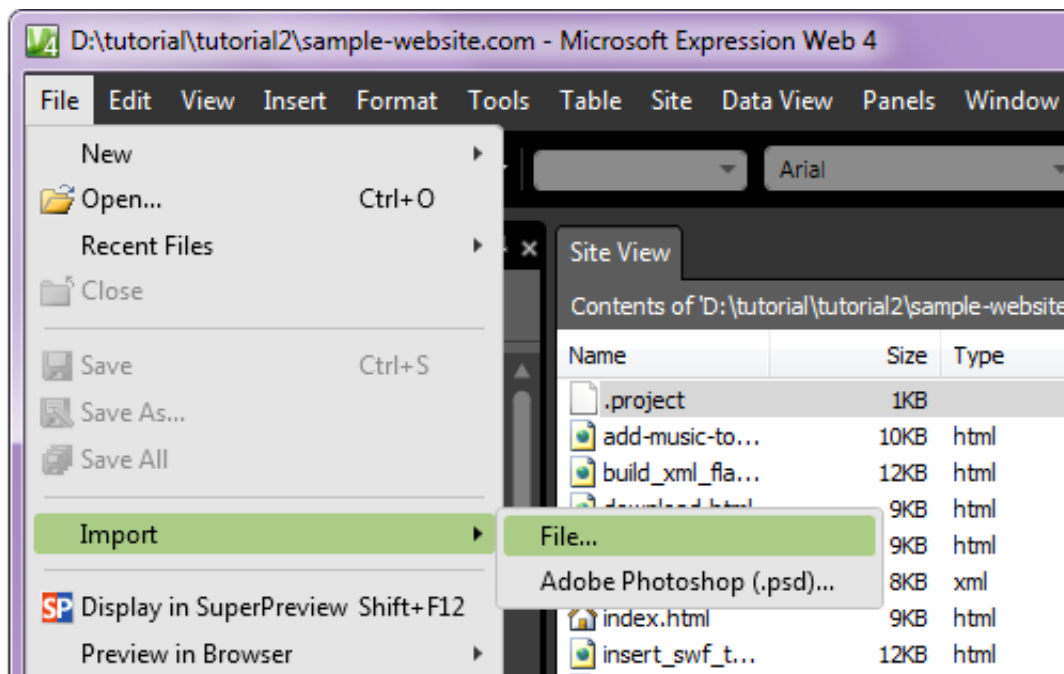 D:\tutorial\tutorial2\sample-website.com - Microsoft Expression Web 4
File Edit View Insert Format Tools Table Site Data View Panels Window
New
Open... Ctrl+O
Recent Files
Close
Save Ctrl+S
Save As...
Save All
Import
Display in SuperPreview Shift+F12
Preview in Browser
File...
Adobe Photoshop (.psd)...
Arial
Site View
Contents of 'D:\tutorial\tutorial2\sample-website
Name Size Type
.project 1KB
add-music-to... 10KB html
build_xml_fla... 12KB html
download.html 9KB html
9KB html
8KB xml
index.html 9KB html
insert_swf_t... 12KB html